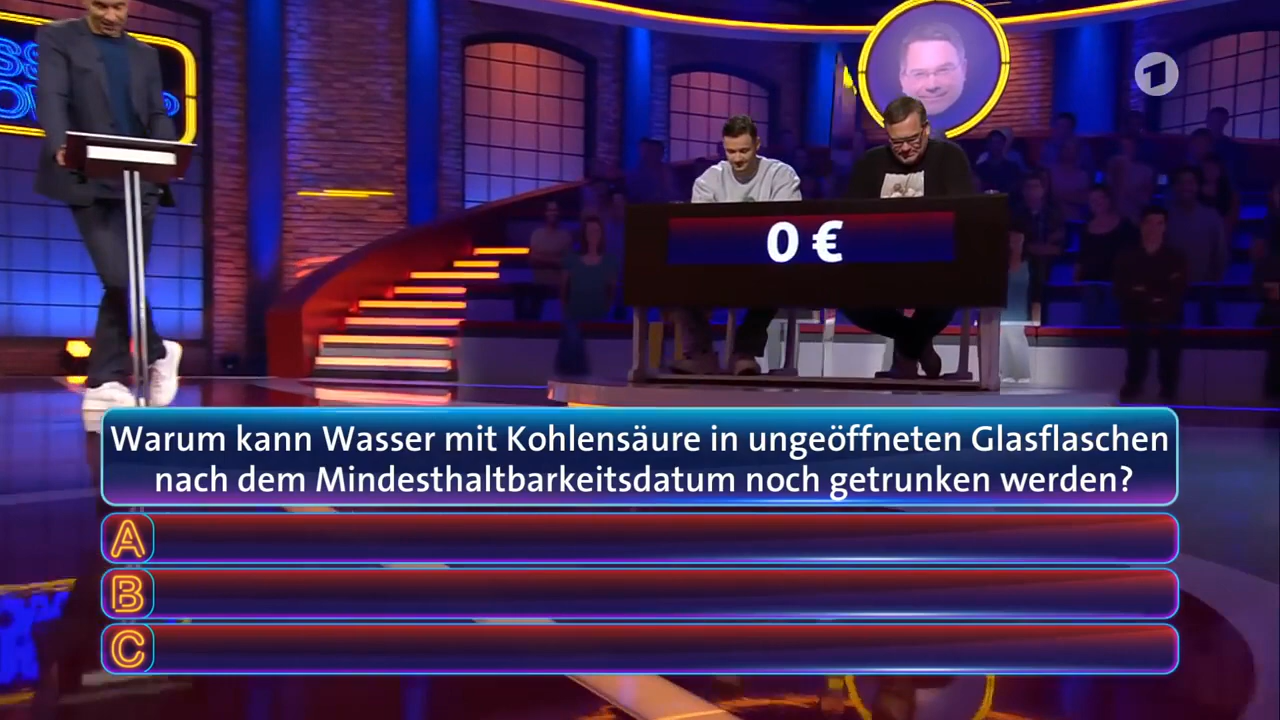 0 €
Warum kann Wasser mit Kohlensäure in ungeöffneten Glasflaschen
nach dem Mindesthaltbarkeitsdatum noch getrunken werden?
A
B
C